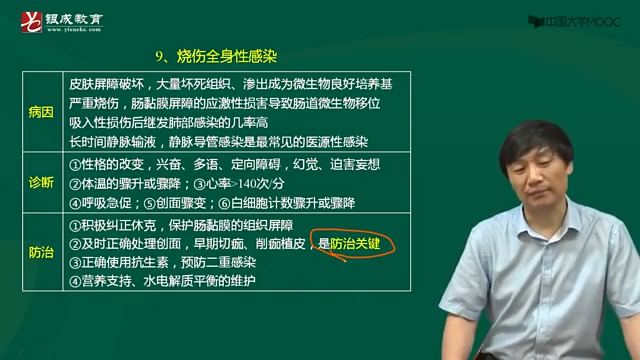 银成教育
www.yixueks.com
中国大学MOOC
9、烧伤全身性感染
病因
皮肤屏障破坏，大量坏死组织、渗出成为微生物良好培养基
严重烧伤，肠黏膜屏障的应激性损害导致肠道微生物移位
吸入性损伤后继发肺部感染的几率高
长时间静脉输液，静脉导管感染是最常见的医源性感染
诊断
①性格的改变，兴奋、多语、定向障碍，幻觉、迫害妄想
②体温的骤升或骤降；③心率>140次/分
④呼吸急促；⑤创面骤变；⑥白细胞计数骤升或骤降
防治
①积极纠正休克，保护肠黏膜的组织屏障
②及时正确处理创面，早期切痂、削痂植皮，是防治关键
③正确使用抗生素，预防二重感染
④营养支持、水电解质平衡的维护